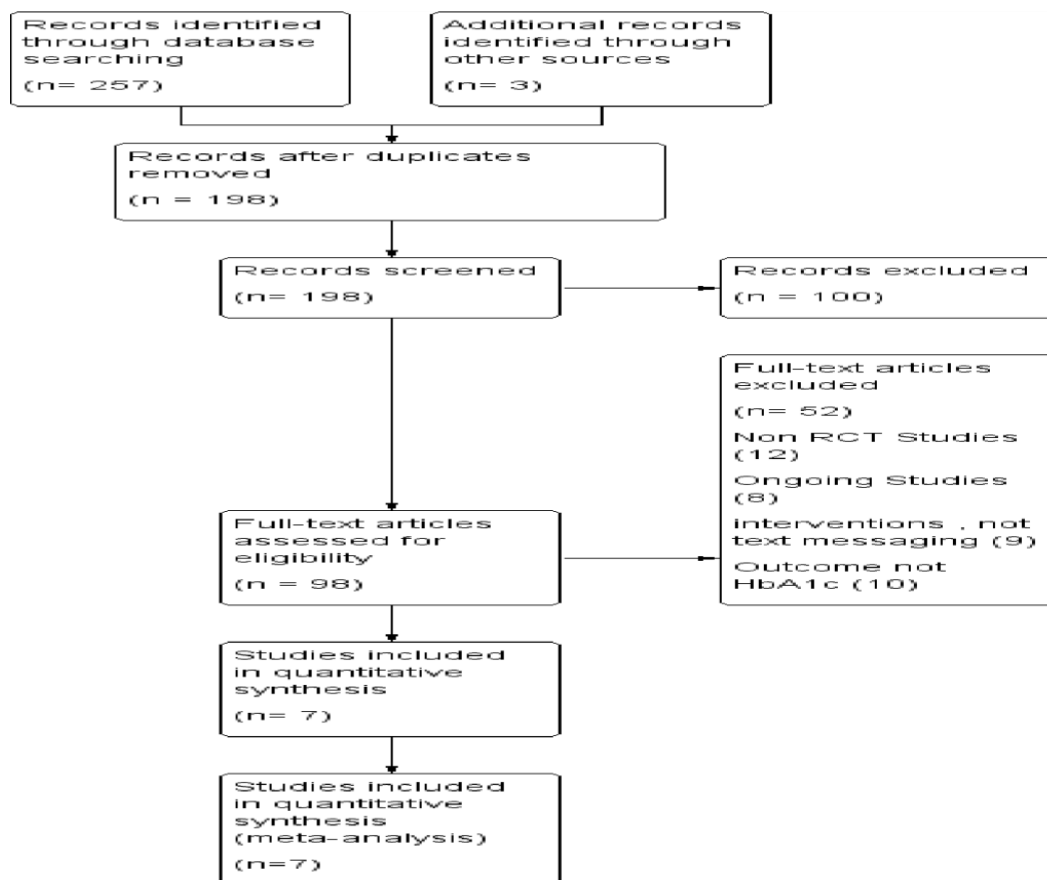 Records identified
through database
searching
(n= 257)
Additional records
identified through
other sources
(n= 3)
Records after duplicates
removed
(n = 198)
Records screened
(n= 198)
Records excluded
(n = 100)
Full-text articles
excluded
(n= 52)
Non RCT Studies
(12)
Ongoing Studies
(8)
interventions , not
text messaging (9)
Outcome not
HbA1c (10)
Full-text articles
assessed for
eligibility
(n = 98)
Studies included
in quantitative
synthesis
(n= 7)
Studies included
in quantitative
synthesis
(meta-analysis)
(n=7)